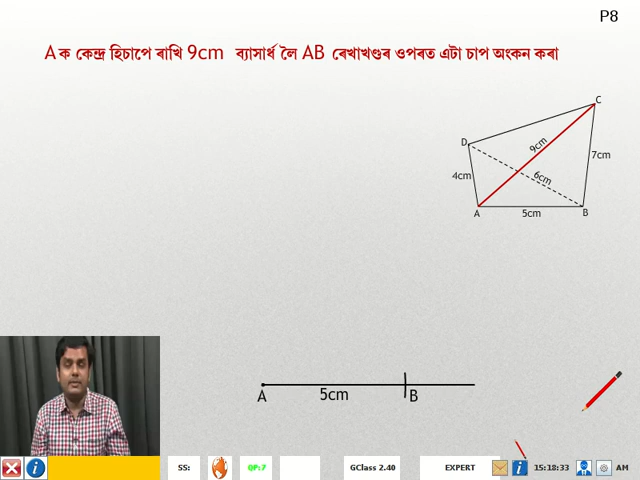 P8
A ক কেন্দ্ৰ হিচাপে ৰাখি 9cm ব্যাসাৰ্ধ লৈ AB ৰেখাখণ্ডৰ ওপৰত এটা চাপ অংকন কৰা
C
D
9cm
7cm
4cm
6cm
A
5cm
B
A
5cm
B
SS:
QP:7
GClass 2.40
EXPERT
15:18:33
AM